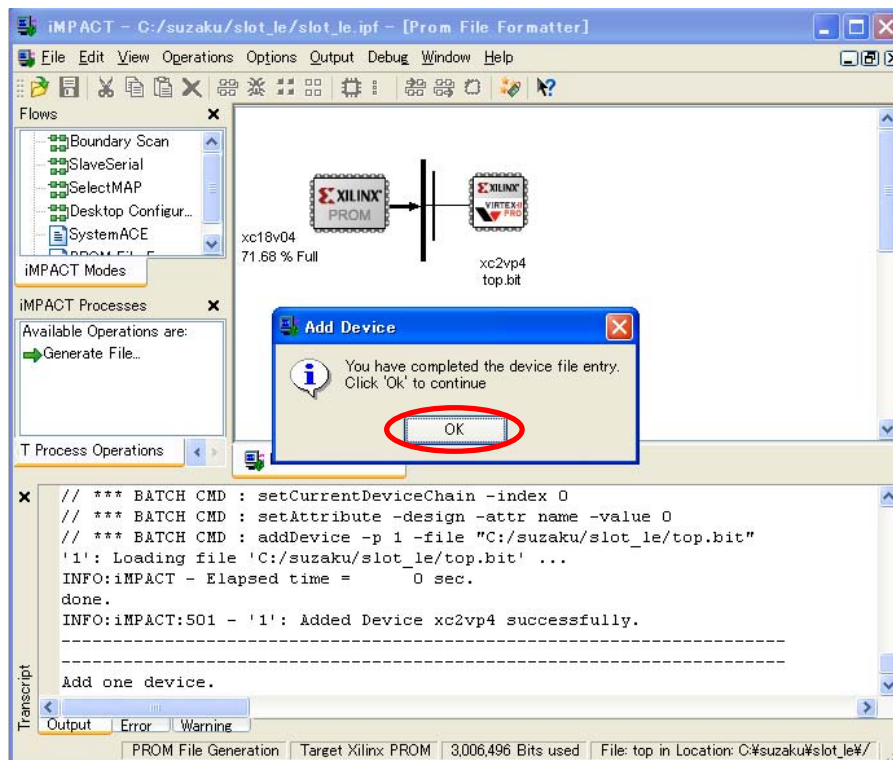 iMPACT - C:/suzaku/slot_le/slot_le.ipf - [Prom File Formatter]
File Edit View Operations Options Output Debug Window Help
Flows
Boundary Scan
SlaveSerial
SelectMAP
Desktop Configur...
SystemACE
iMPACT Modes
XILINX
PROM
xc18v04
71.68 % Full
XILINX
VIRTEX-II
PRO
xc2vp4
top.bit
iMPACT Processes
Available Operations are:
Generate File...
T Process Operations
Add Device
You have completed the device file entry.
Click 'Ok' to continue
OK
// *** BATCH CMD : setCurrentDeviceChain -index 0
// *** BATCH CMD : setAttribute -design -attr name -value 0
// *** BATCH CMD : addDevice -p 1 -file "C:/suzaku/slot_le/top.bit"
'1': Loading file 'C:/suzaku/slot_le/top.bit' ...
INFO:iMPACT - Elapsed time =      0 sec.
done.
INFO:iMPACT:501 - '1': Added Device xc2vp4 successfully.
----------------------------------------------------------------------
----------------------------------------------------------------------
Add one device.
Transcript
Output Error Warning
PROM File Generation Target Xilinx PROM 3,006,496 Bits used File: top in Location: C:¥suzaku¥slot_le¥/